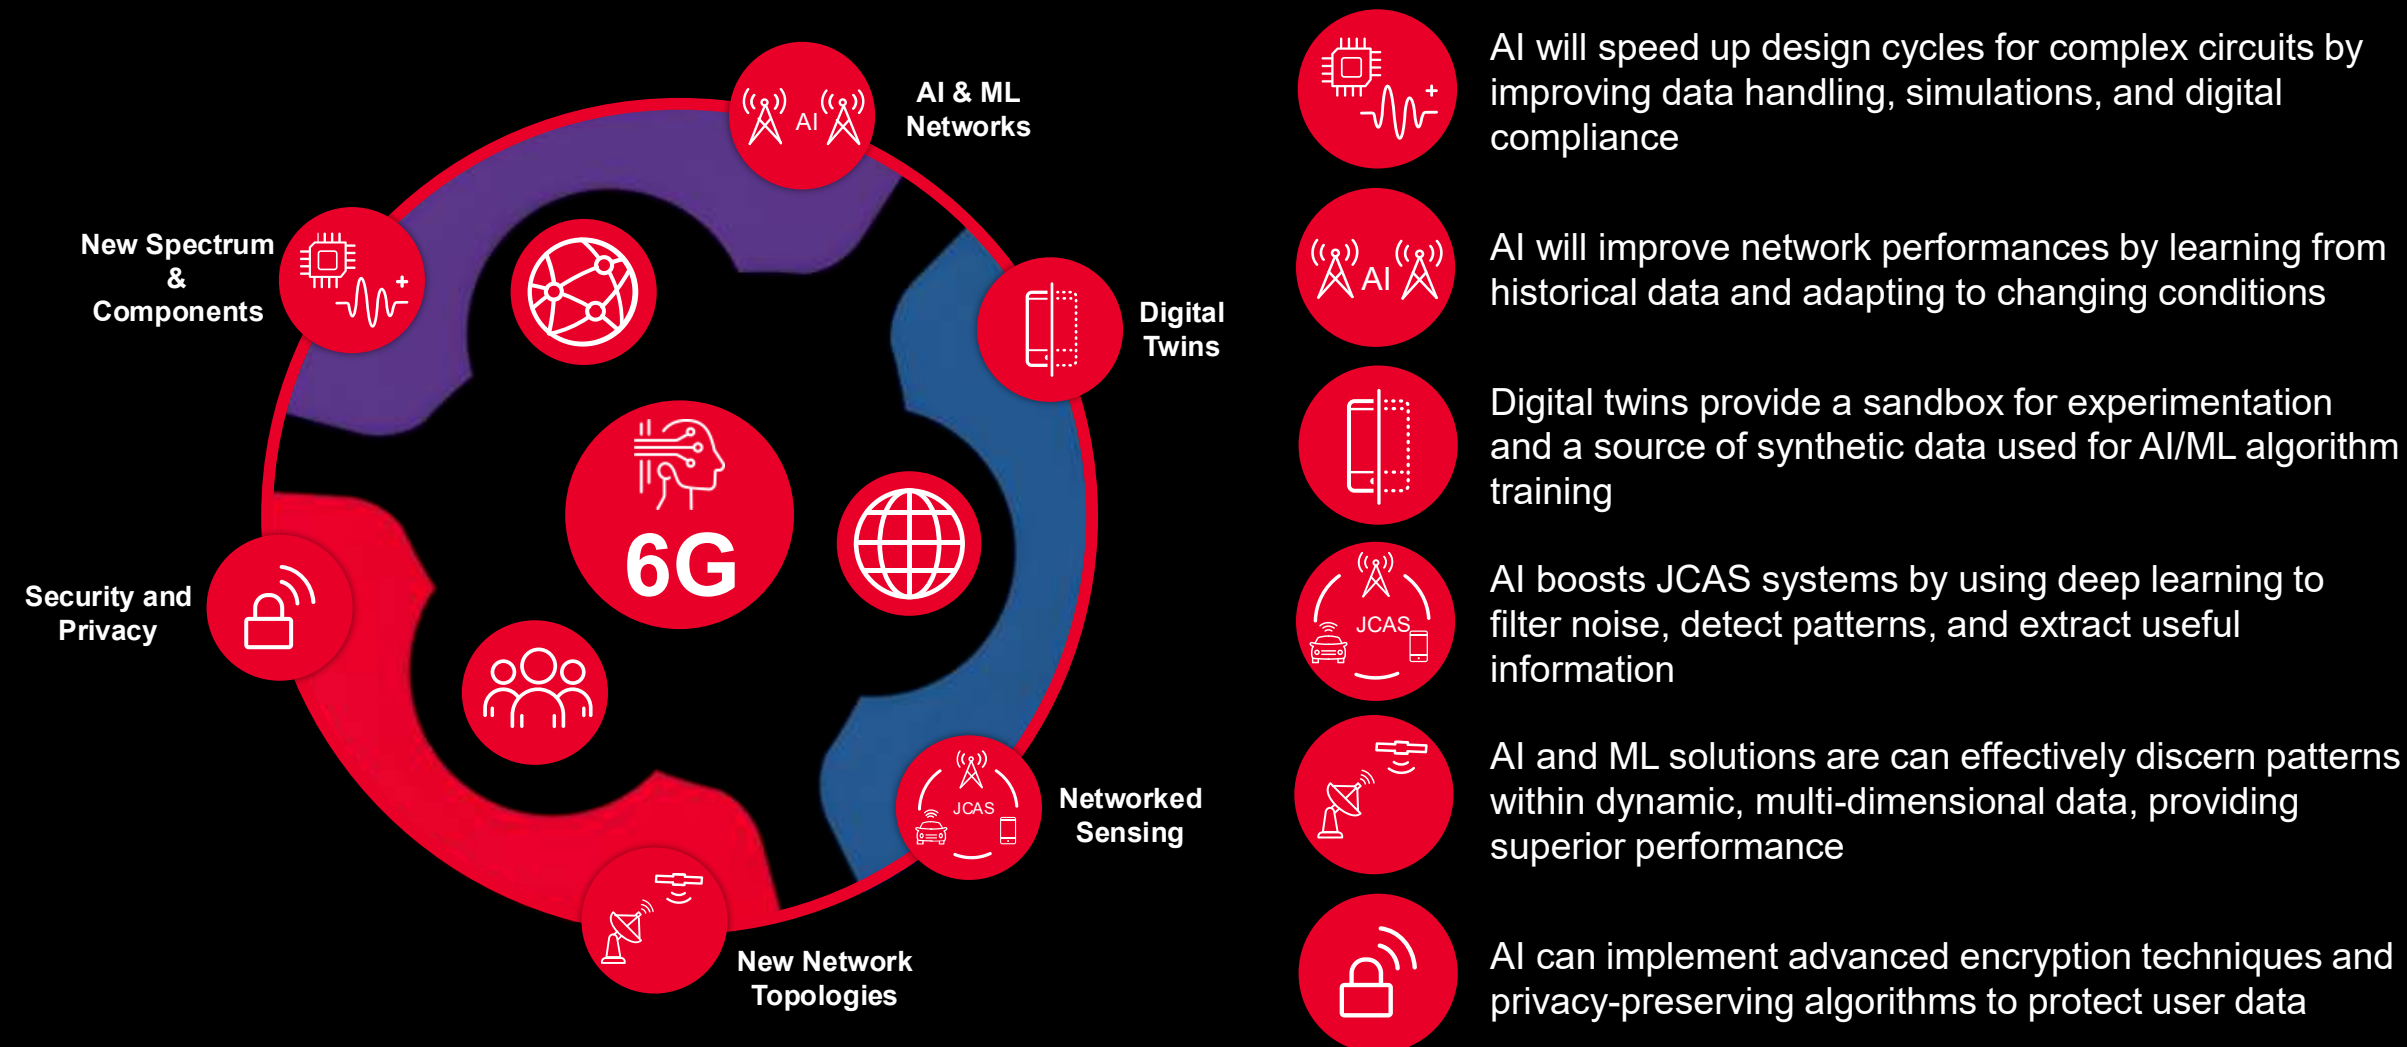 AI & ML
Networks
AI
New Spectrum
&
Components
Digital
Twins
6G
Security and
Privacy
JCAS
Networked
Sensing
New Network
Topologies
AI will speed up design cycles for complex circuits by
improving data handling, simulations, and digital
compliance
AI
AI will improve network performances by learning from
historical data and adapting to changing conditions
Digital twins provide a sandbox for experimentation
and a source of synthetic data used for AI/ML algorithm
training
JCAS
AI boosts JCAS systems by using deep learning to
filter noise, detect patterns, and extract useful
information
AI and ML solutions are can effectively discern patterns
within dynamic, multi-dimensional data, providing
superior performance
AI can implement advanced encryption techniques and
privacy-preserving algorithms to protect user data